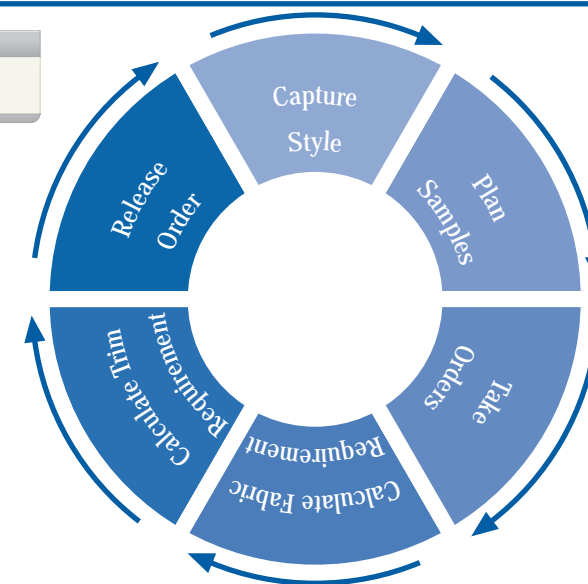 Capture
Style
Plan
Samples
Take
Orders
Calculate Fabric
Requirement
Calculate Trim
Requirement
Release
Order